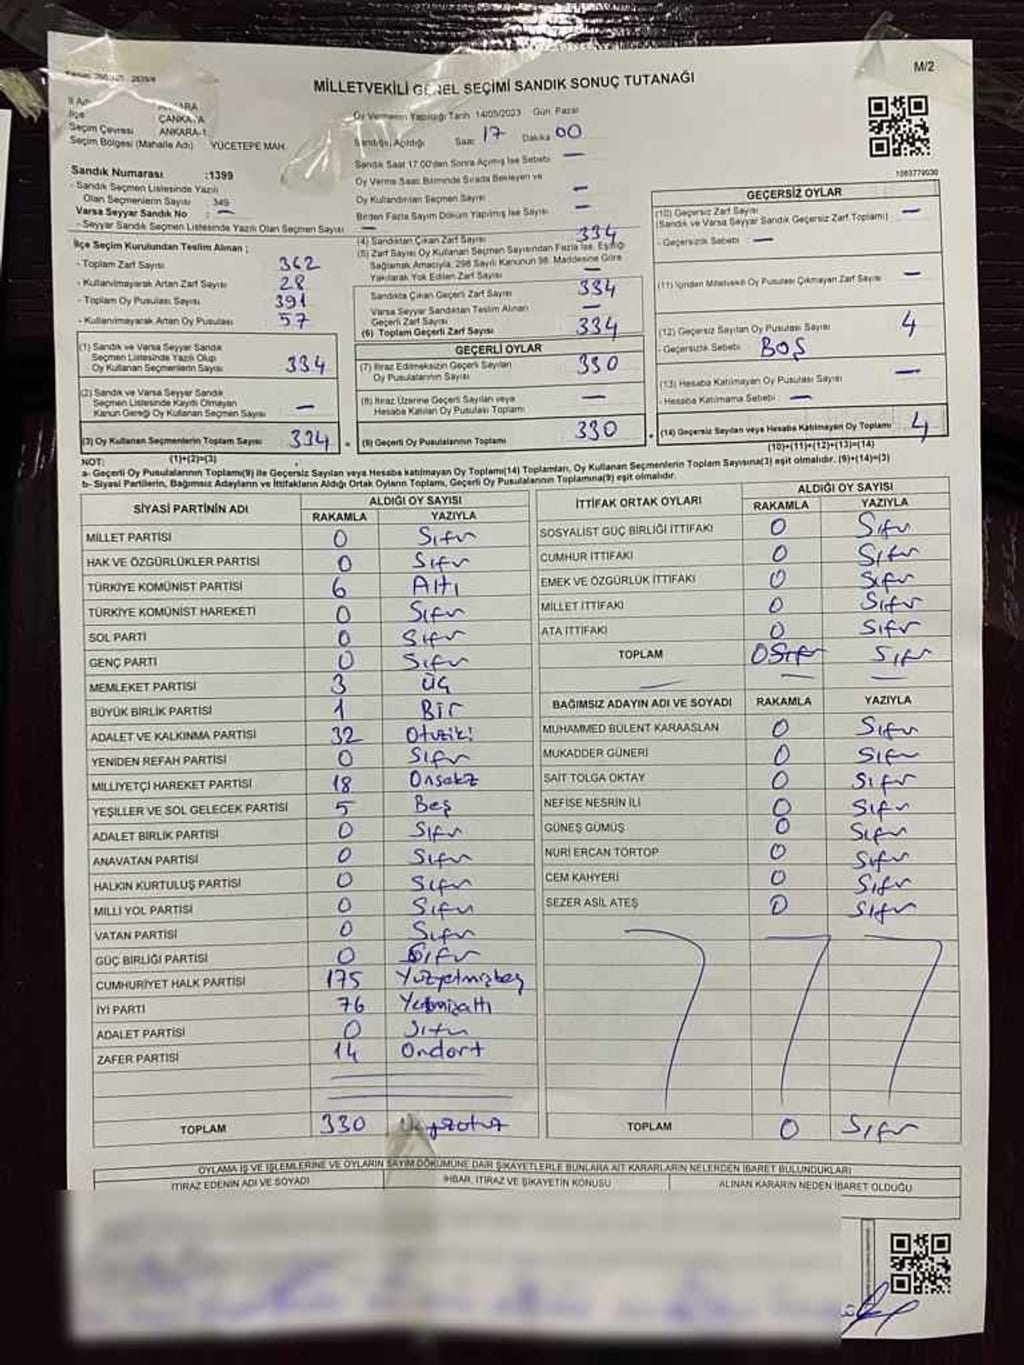 M/2
MİLLETVEKİLİ GENEL SEÇİMİ SANDIK SONUÇ TUTANAĞI
İl Adı ANKARA
İlçe ÇANKAYA
Seçim Çevresi ANKARA-1
Seçim Bölgesi (Mahalle Adı) YÜCETEPE MAH.
Oy Vermenin Yapıldığı Tarih 14/05/2023 Gün Pazar
Sandığı Açıldığı Saat 17 Dakika 00
Sandık Saat 17.00'den Sonra Açılmış İse Sebebi —
Oy Verme Saati Bitiminde Sırada Bekleyen ve
Oy Kullandırılan Seçmen Sayısı —
Birden Fazla Sayım Döküm Yapılmış İse Sayısı —
1083779030
Sandık Numarası :1399
- Sandık Seçmen Listesinde Yazılı
Olan Seçmenlerin Sayısı 349
Varsa Seyyar Sandık No : —
- Seyyar Sandık Seçmen Listesinde Yazılı Olan Seçmen Sayısı —
İlçe Seçim Kurulundan Teslim Alınan ;
- Toplam Zarf Sayısı 362
- Kullanılmayarak Artan Zarf Sayısı 28
- Toplam Oy Pusulası Sayısı 391
- Kullanılmayarak Artan Oy Pusulası 57
(1) Sandık ve Varsa Seyyar Sandık
Seçmen Listesinde Yazılı Olup
Oy Kullanan Seçmenlerin Sayısı 334
(2) Sandık ve Varsa Seyyar Sandık
Seçmen Listesinde Kaydı Olmayan
Kanun Gereği Oy Kullanan Seçmen Sayısı —
(3) Oy Kullanan Seçmenlerin Toplam Sayısı 334
(1)+(2)=(3)
(4) Sandıktan Çıkan Zarf Sayısı 334
(5) Zarf Sayısı Oy Kullanan Seçmen Sayısından Fazla İse, Eşitliği
Sağlamak Amacıyla, 298 Sayılı Kanunun 98. Maddesine Göre
Yakılarak Yok Edilen Zarf Sayısı —
Sandıkta Çıkan Geçerli Zarf Sayısı 334
Varsa Seyyar Sandıktan Teslim Alınan
Geçerli Zarf Sayısı —
(6) Toplam Geçerli Zarf Sayısı 334
GEÇERLİ OYLAR
(7) İtiraz Edilmeksizin Geçerli Sayılan
Oy Pusulalarının Sayısı 330
(8) İtiraz Üzerine Geçerli Sayılan veya
Hesaba Katılan Oy Pusulaları Toplamı —
(9) Geçerli Oy Pusulalarının Toplamı 330
GEÇERSİZ OYLAR
(10) Geçersiz Zarf Sayısı —
(Sandık ve Varsa Seyyar Sandık Geçersiz Zarf Toplamı)
- Geçersizlik Sebebi : —
(11) İçinden Milletvekili Oy Pusulası Çıkmayan Zarf Sayısı —
(12) Geçersiz Sayılan Oy Pusulası Sayısı 4
- Geçersizlik Sebebi BOŞ
(13) Hesaba Katılmayan Oy Pusulası Sayısı —
- Hesaba Katılmama Sebebi —
(14) Geçersiz Sayılan veya Hesaba Katılmayan Oy Toplamı 4
(10)+(11)+(12)+(13)=(14)
NOT:
a- Geçerli Oy Pusulalarının Toplamı(9) ile Geçersiz Sayılan veya Hesaba katılmayan Oy Toplamı(14) Toplamları, Oy Kullanan Seçmenlerin Toplam Sayısına(3) eşit olmalıdır. (9)+(14)=(3)
b- Siyasi Partilerin, Bağımsız Adayların ve İttifakların Aldığı Ortak Oyların Toplamı, Geçerli Oy Pusulalarının Toplamına(9) eşit olmalıdır.
SİYASİ PARTİNİN ADI ALDIĞI OY SAYISI
RAKAMLA YAZIYLA
MİLLET PARTİSİ 0 Sıfır
HAK VE ÖZGÜRLÜKLER PARTİSİ 0 Sıfır
TÜRKİYE KOMÜNİST PARTİSİ 6 Altı
TÜRKİYE KOMÜNİST HAREKETİ 0 Sıfır
SOL PARTİ 0 Sıfır
GENÇ PARTİ 0 Sıfır
MEMLEKET PARTİSİ 3 Üç
BÜYÜK BİRLİK PARTİSİ 1 Bir
ADALET VE KALKINMA PARTİSİ 32 Otuziki
YENİDEN REFAH PARTİSİ 0 Sıfır
MİLLİYETÇİ HAREKET PARTİSİ 18 Onsekz
YEŞİLLER VE SOL GELECEK PARTİSİ 5 Beş
ADALET BİRLİK PARTİSİ 0 Sıfır
ANAVATAN PARTİSİ 0 Sıfır
HALKIN KURTULUŞ PARTİSİ 0 Sıfır
MİLLİ YOL PARTİSİ 0 Sıfır
VATAN PARTİSİ 0 Sıfır
GÜÇ BİRLİĞİ PARTİSİ 0 Sıfır
CUMHURİYET HALK PARTİSİ 175 Yüzyetmişbeş
İYİ PARTİ 76 Yetmişaltı
ADALET PARTİSİ 0 Sıfır
ZAFER PARTİSİ 14 Ondört
TOPLAM 330 Üçyüzotuz
İTTİFAK ORTAK OYLARI ALDIĞI OY SAYISI
RAKAMLA YAZIYLA
SOSYALİST GÜÇ BİRLİĞİ İTTİFAKI 0 Sıfır
CUMHUR İTTİFAKI 0 Sıfır
EMEK VE ÖZGÜRLÜK İTTİFAKI 0 Sıfır
MİLLET İTTİFAKI 0 Sıfır
ATA İTTİFAKI 0 Sıfır
TOPLAM 0 Sıfır Sıfır
BAĞIMSIZ ADAYIN ADI VE SOYADI RAKAMLA YAZIYLA
MUHAMMED BÜLENT KARAASLAN 0 Sıfır
MUKADDER GÜNERİ 0 Sıfır
SAİT TOLGA OKTAY 0 Sıfır
NEFİSE NESRİN İLİ 0 Sıfır
GÜNEŞ GÜMÜŞ 0 Sıfır
NURİ ERCAN TORTOP 0 Sıfır
CEM KAHYERİ 0 Sıfır
SEZER ASİL ATEŞ 0 Sıfır
TOPLAM 0 Sıfır
OYLAMA İŞ VE İŞLEMLERİNE VE OYLARIN SAYIM DÖKÜMÜNE DAİR ŞİKAYETLERLE BUNLARA AİT KARARLARIN NELERDEN İBARET BULUNDUKLARI
İTİRAZ EDENİN ADI VE SOYADI İHBAR, İTİRAZ VE ŞİKAYETİN KONUSU ALINAN KARARIN NEDEN İBARET OLDUĞU